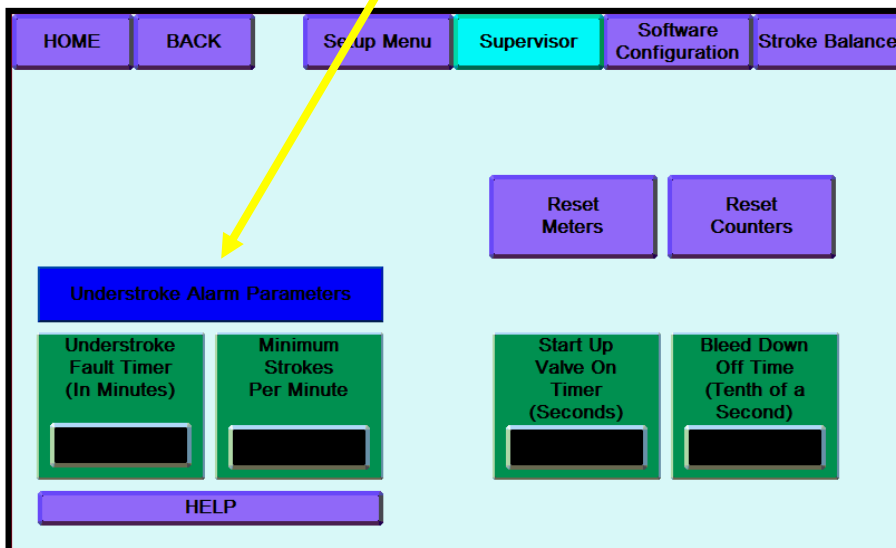 HOME
BACK
Setup Menu
Supervisor
Software
Configuration
Stroke Balance
Reset
Meters
Reset
Counters
Understroke Alarm Parameters
Understroke
Fault Timer
(In Minutes)
Minimum
Strokes
Per Minute
Start Up
Valve On
Timer
(Seconds)
Bleed Down
Off Time
(Tenth of a
Second)
HELP